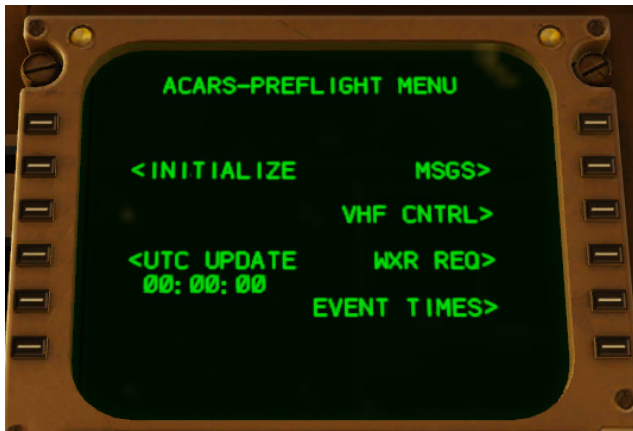 ACARS-PREFLIGHT MENU
<INITIALIZE MSGS>
VHF CNTRL>
<UTC UPDATE WXR REQ>
00:00:00
EVENT TIMES>